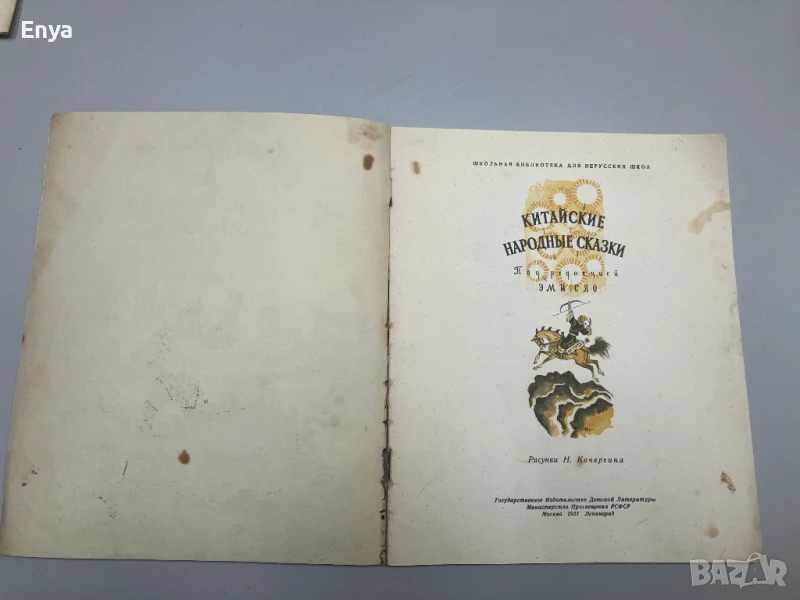 Enya
ШКОЛЬНАЯ БИБЛИОТЕКА ДЛЯ НЕРУССКИХ ШКОЛ
КИТАЙСКИЕ
НАРОДНЫЕ СКАЗКИ
Под редакцией
ЭМИ СЯО
Рисунки Н. Кочергина
Государственное Издательство Детской Литературы
Министерства Просвещения РСФСР
Москва 1951 Ленинград
BAZAR